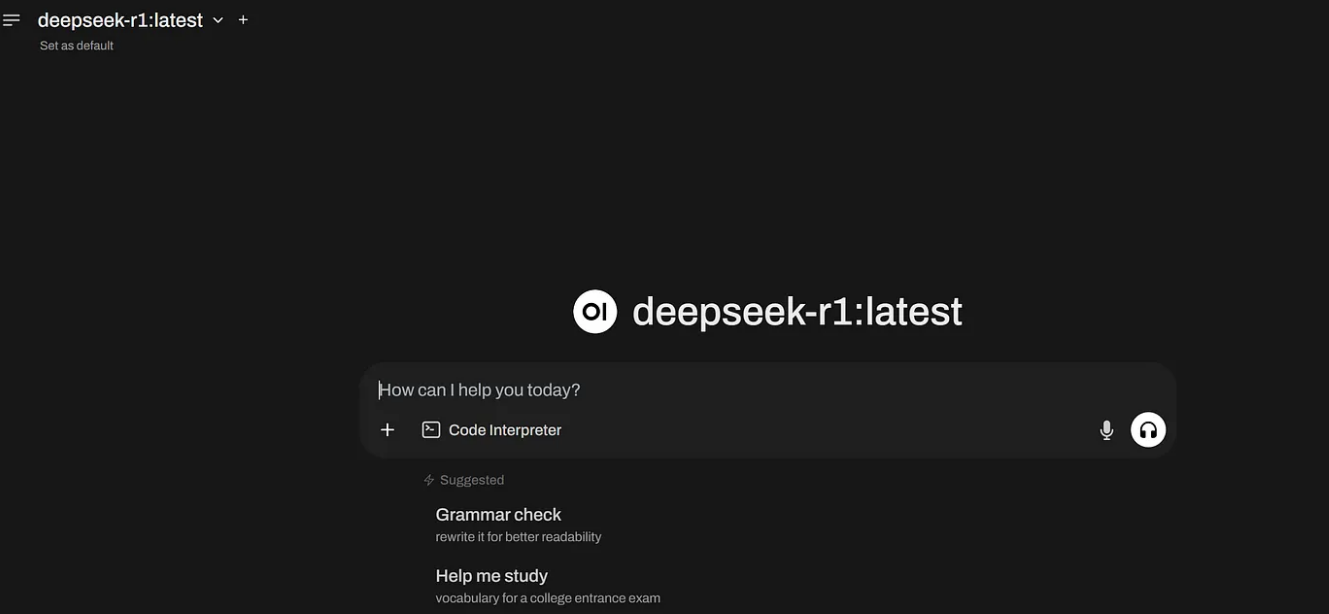 deepseek-r1:latest
Set as default
OI deepseek-r1:latest
How can I help you today?
Code Interpreter
Suggested
Grammar check
rewrite it for better readability
Help me study
vocabulary for a college entrance exam